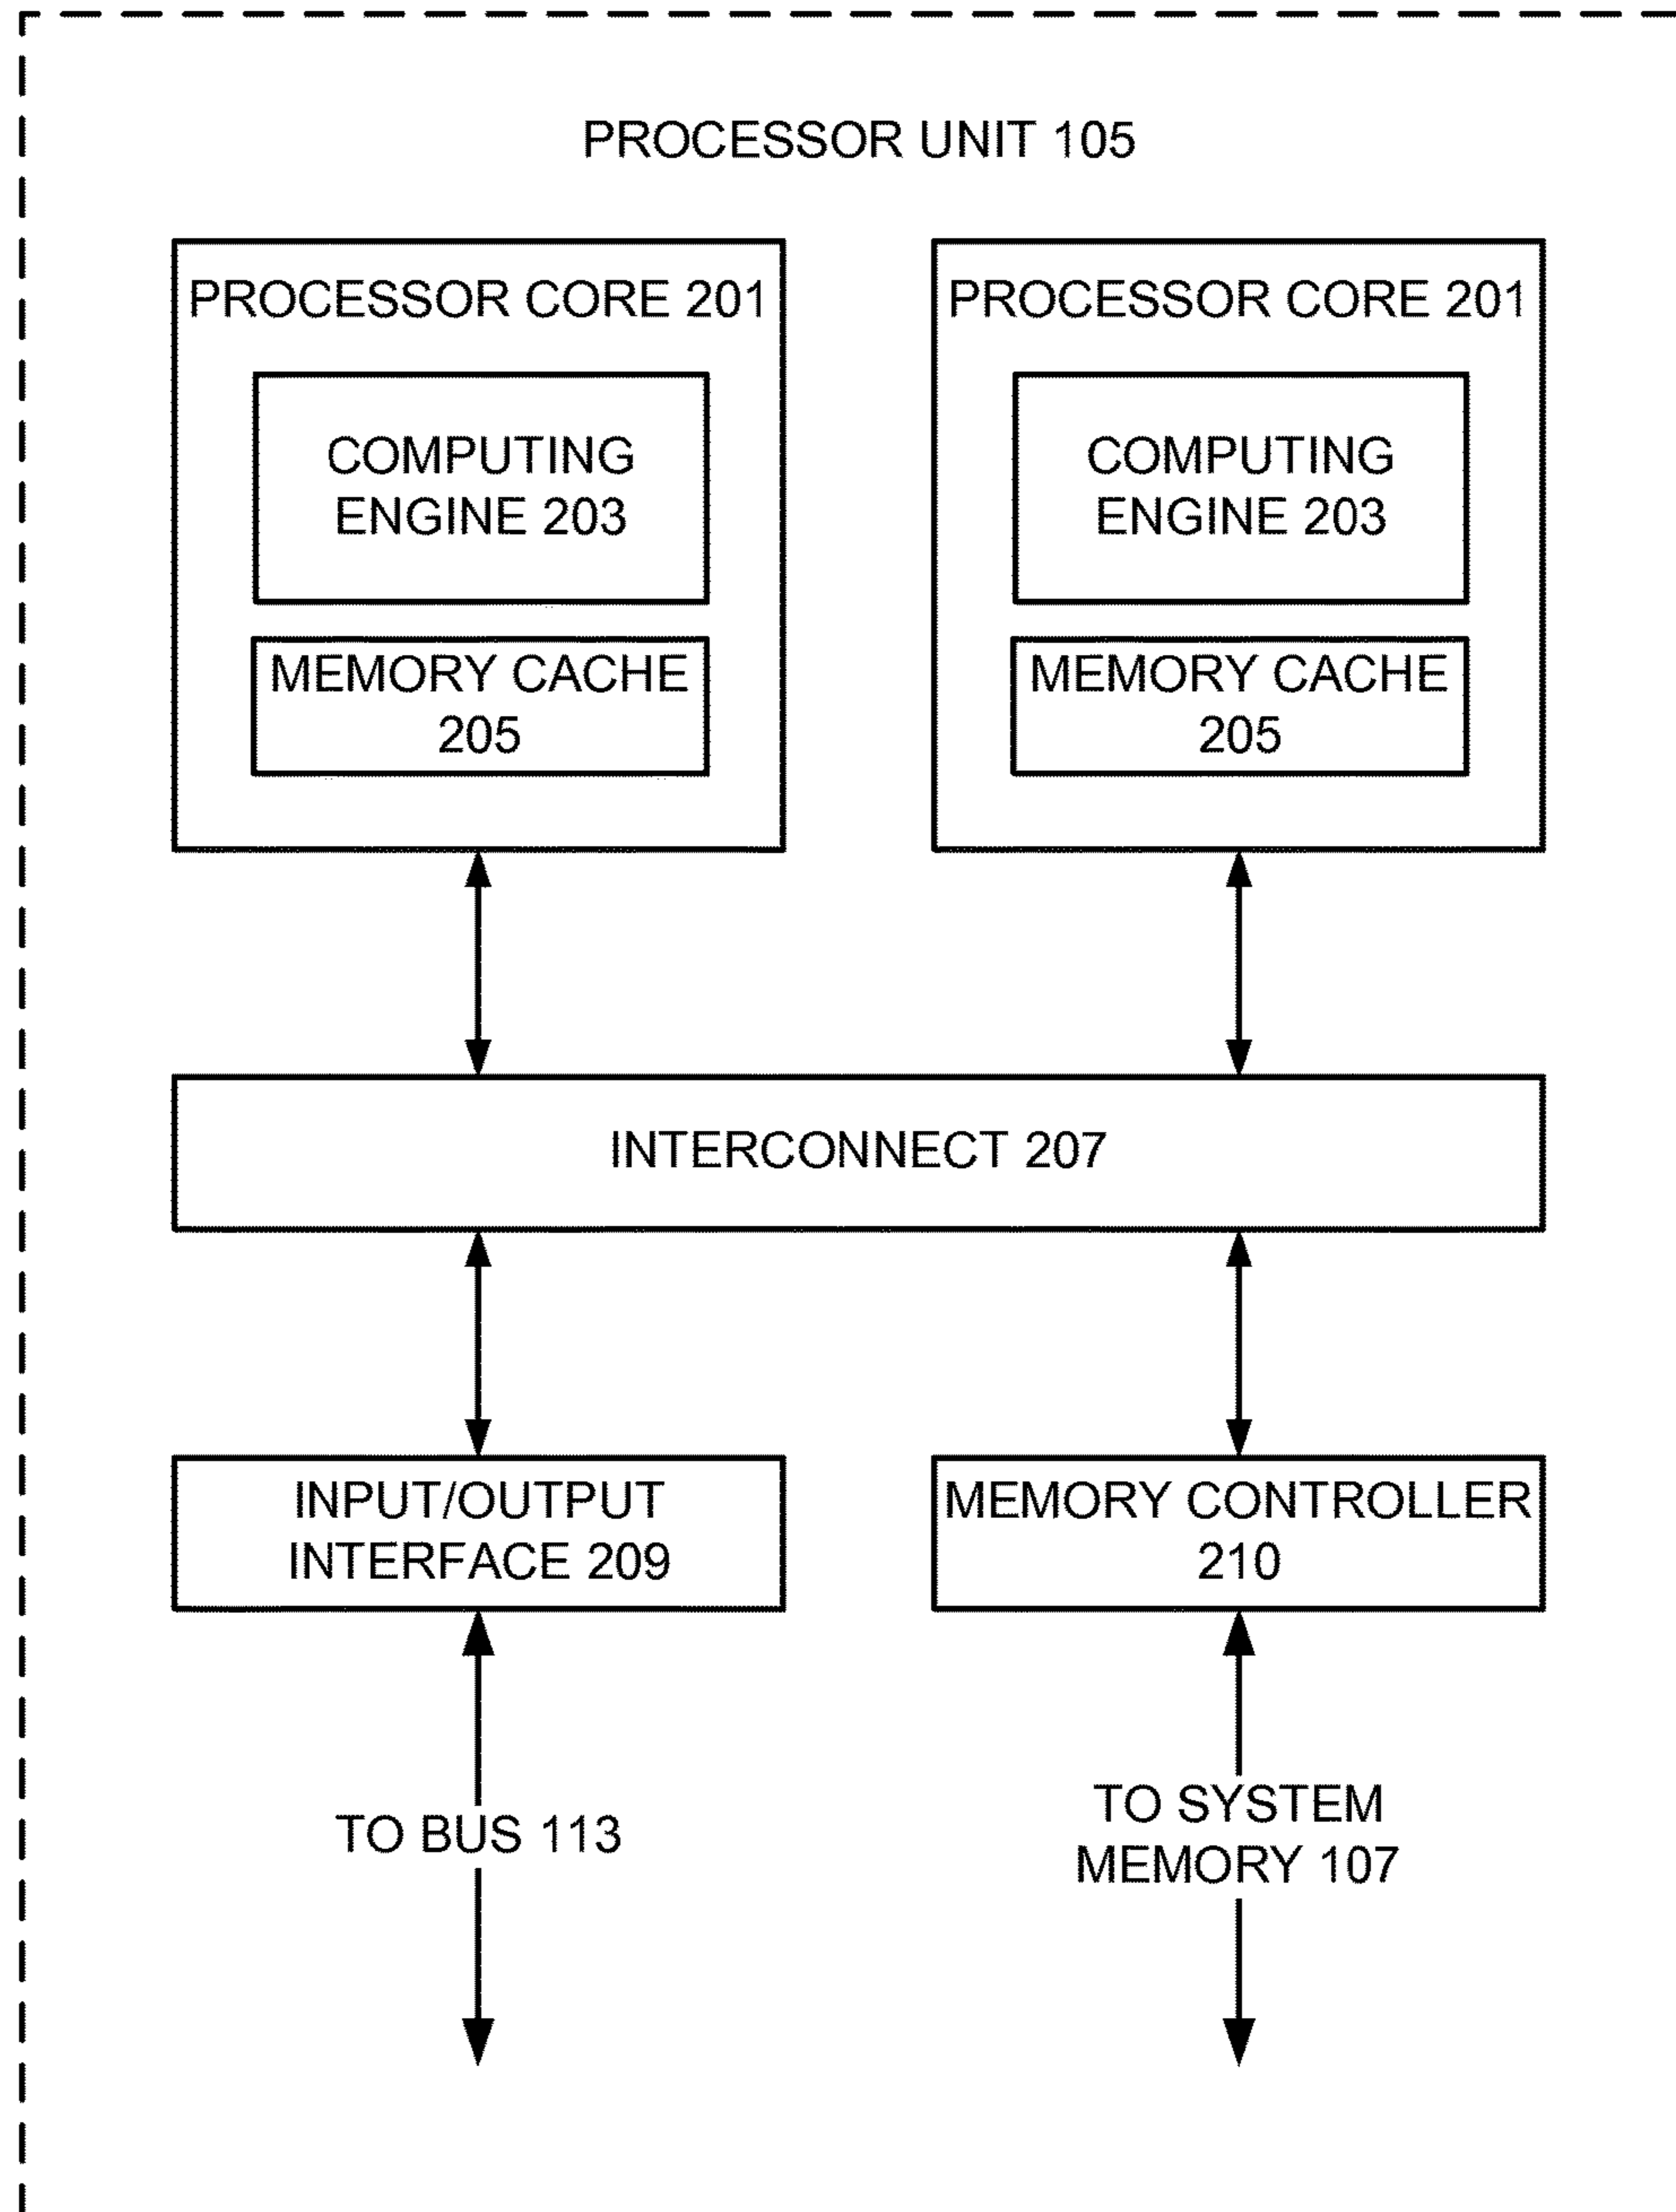 PROCESSOR UNIT 105
PROCESSOR CORE 201
COMPUTING
ENGINE 203
MEMORY CACHE
205
PROCESSOR CORE 201
COMPUTING
ENGINE 203
MEMORY CACHE
205
INTERCONNECT 207
INPUT/OUTPUT
INTERFACE 209
MEMORY CONTROLLER
210
TO BUS 113
TO SYSTEM
MEMORY 107